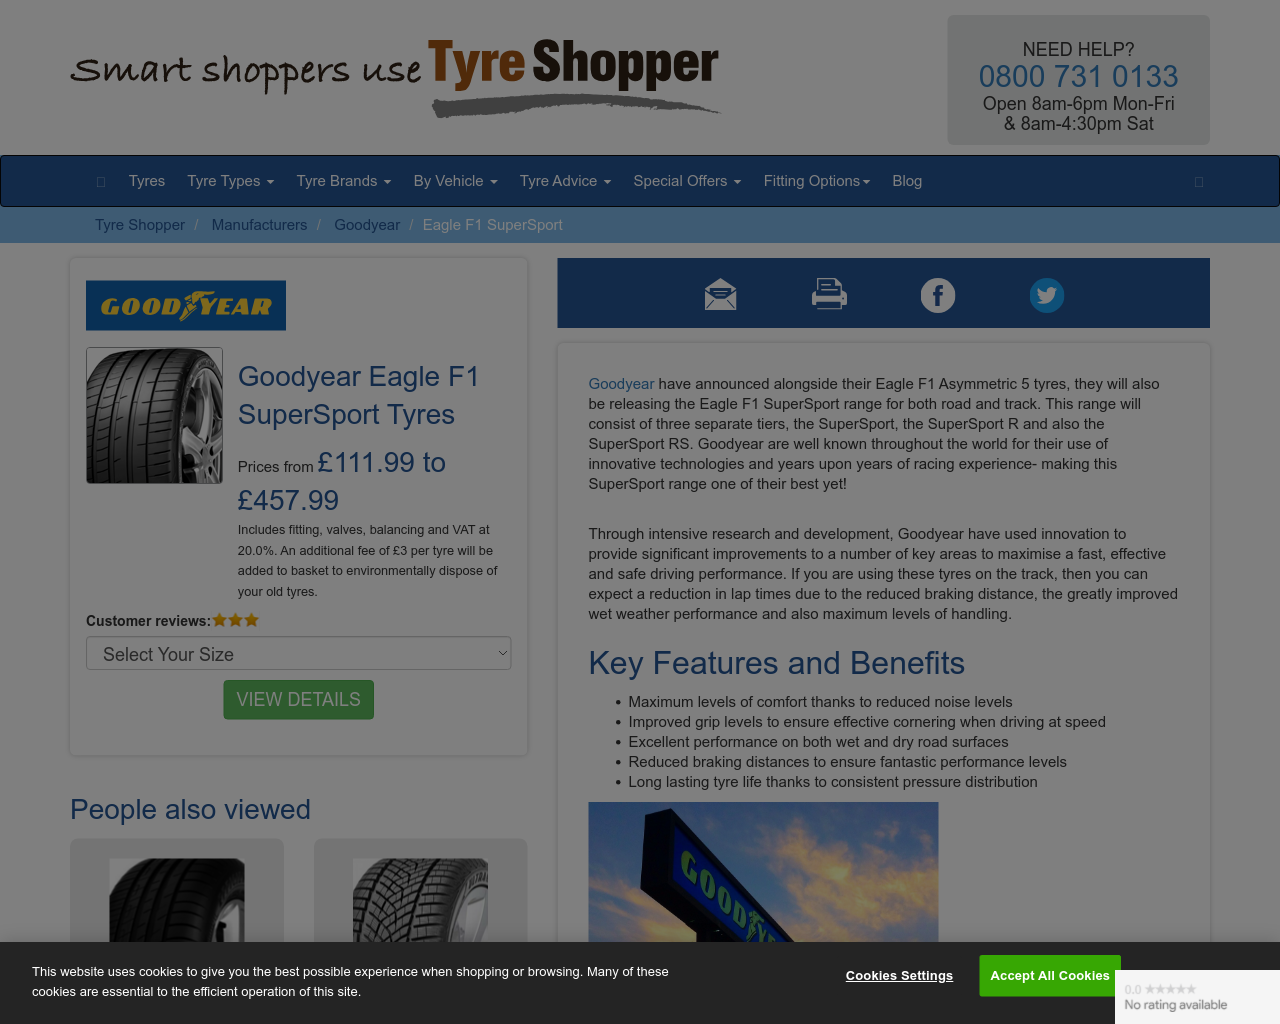 Smart shoppers use TyreShopper
NEED HELP?
0800 731 0133
Open 8am-6pm Mon-Fri
& 8am-4:30pm Sat
Tyres Tyre Types Tyre Brands By Vehicle Tyre Advice Special Offers Fitting Options Blog
Tyre Shopper / Manufacturers / Goodyear / Eagle F1 SuperSport
GOODYEAR
Goodyear Eagle F1
SuperSport Tyres
Prices from £111.99 to
£457.99
Includes fitting, valves, balancing and VAT at
20.0%. An additional fee of £3 per tyre will be
added to basket to environmentally dispose of
your old tyres.
Customer reviews:
Select Your Size
VIEW DETAILS
People also viewed
Goodyear have announced alongside their Eagle F1 Asymmetric 5 tyres, they will also
be releasing the Eagle F1 SuperSport range for both road and track. This range will
consist of three separate tiers, the SuperSport, the SuperSport R and also the
SuperSport RS. Goodyear are well known throughout the world for their use of
innovative technologies and years upon years of racing experience- making this
SuperSport range one of their best yet!
Through intensive research and development, Goodyear have used innovation to
provide significant improvements to a number of key areas to maximise a fast, effective
and safe driving performance. If you are using these tyres on the track, then you can
expect a reduction in lap times due to the reduced braking distance, the greatly improved
wet weather performance and also maximum levels of handling.
Key Features and Benefits
• Maximum levels of comfort thanks to reduced noise levels
• Improved grip levels to ensure effective cornering when driving at speed
• Excellent performance on both wet and dry road surfaces
• Reduced braking distances to ensure fantastic performance levels
• Long lasting tyre life thanks to consistent pressure distribution
GOODYE
This website uses cookies to give you the best possible experience when shopping or browsing. Many of these
cookies are essential to the efficient operation of this site.
Cookies Settings
Accept All Cookies
0.0 ★★★★★
No rating available